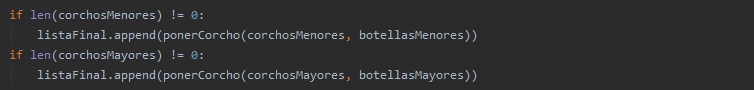 if len(corchosMenores) != 0:
    listaFinal.append(ponerCorcho(corchosMenores, botellasMenores))
if len(corchosMayores) != 0:
    listaFinal.append(ponerCorcho(corchosMayores, botellasMayores))